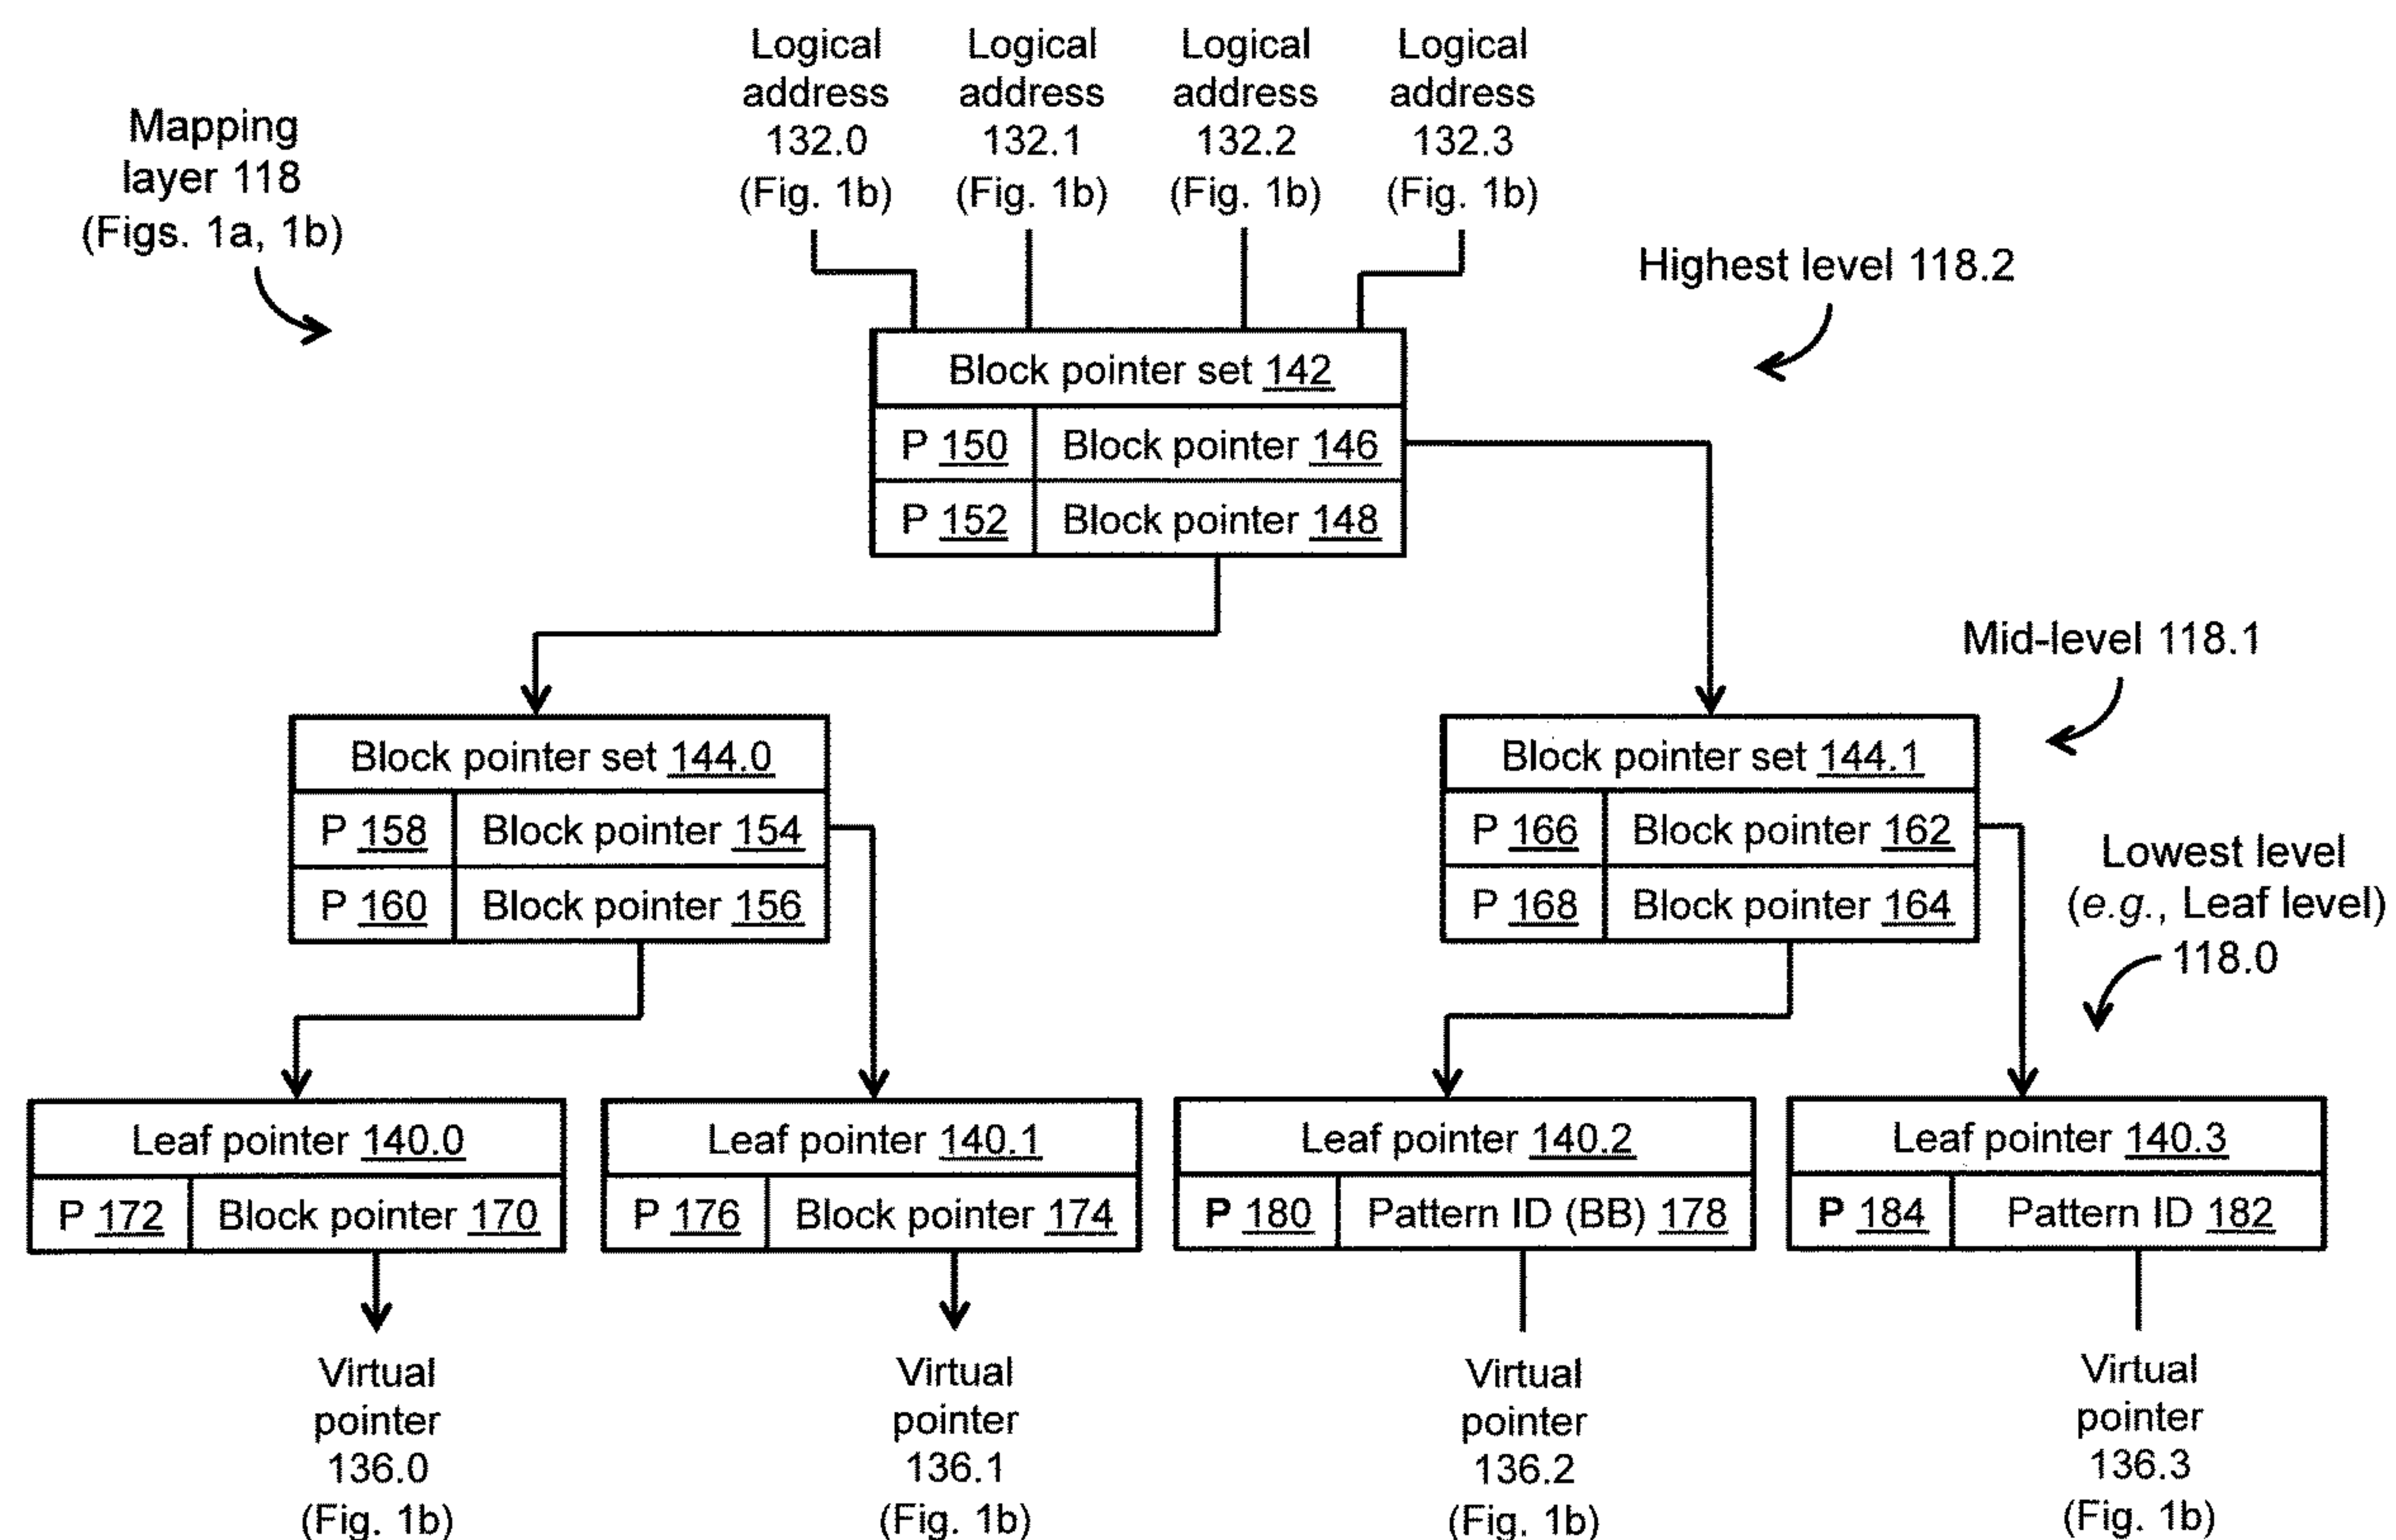 Logical
address
132.0
(Fig. 1b)
Logical
address
132.1
(Fig. 1b)
Logical
address
132.2
(Fig. 1b)
Logical
address
132.3
(Fig. 1b)
Mapping
layer 118
(Figs. 1a, 1b)
Highest level 118.2
Block pointer set 142
P 150 Block pointer 146
P 152 Block pointer 148
Mid-level 118.1
Block pointer set 144.0
P 158 Block pointer 154
P 160 Block pointer 156
Block pointer set 144.1
P 166 Block pointer 162
P 168 Block pointer 164
Lowest level
(e.g., Leaf level)
118.0
Leaf pointer 140.0
P 172 Block pointer 170
Leaf pointer 140.1
P 176 Block pointer 174
Leaf pointer 140.2
P 180 Pattern ID (BB) 178
Leaf pointer 140.3
P 184 Pattern ID 182
Virtual
pointer
136.0
(Fig. 1b)
Virtual
pointer
136.1
(Fig. 1b)
Virtual
pointer
136.2
(Fig. 1b)
Virtual
pointer
136.3
(Fig. 1b)